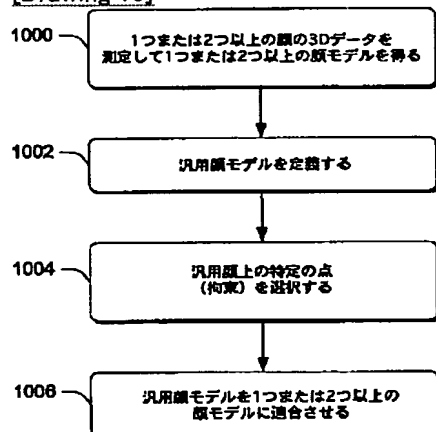 1000
1つまたは2つ以上の顔の3Dデータを
測定して1つまたは2つ以上の顔モデルを得る
1002
汎用顔モデルを定義する
1004
汎用顔上の特定の点
(拘束)を選択する
1006
汎用顔モデルを1つまたは2つ以上の
顔モデルに適合させる